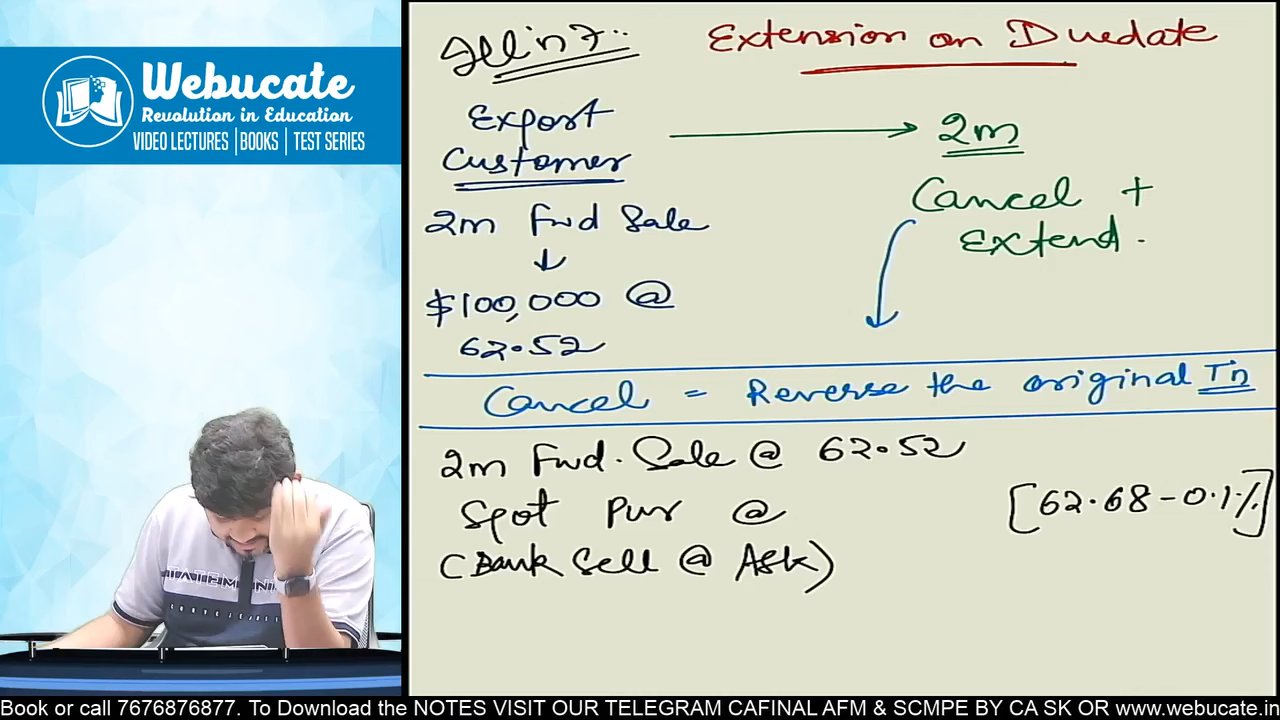 Webucate
Revolution in Education
VIDEO LECTURES | BOOKS | TEST SERIES
Illn 7..
Extension on Duedate
Export
Customer
2m
2m Fwd Sale
$100,000 @
62.52
Cancel +
Extend.
Cancel = Reverse the original Tn
2m Fwd. Sale @ 62.52
Spot Pur @
[62.68-0.1%]
(Bank Sell @ Ask)
Book or call 7676876877. To Download the NOTES VISIT OUR TELEGRAM CAFINAL AFM & SCMPE BY CA SK OR www.webucate.in